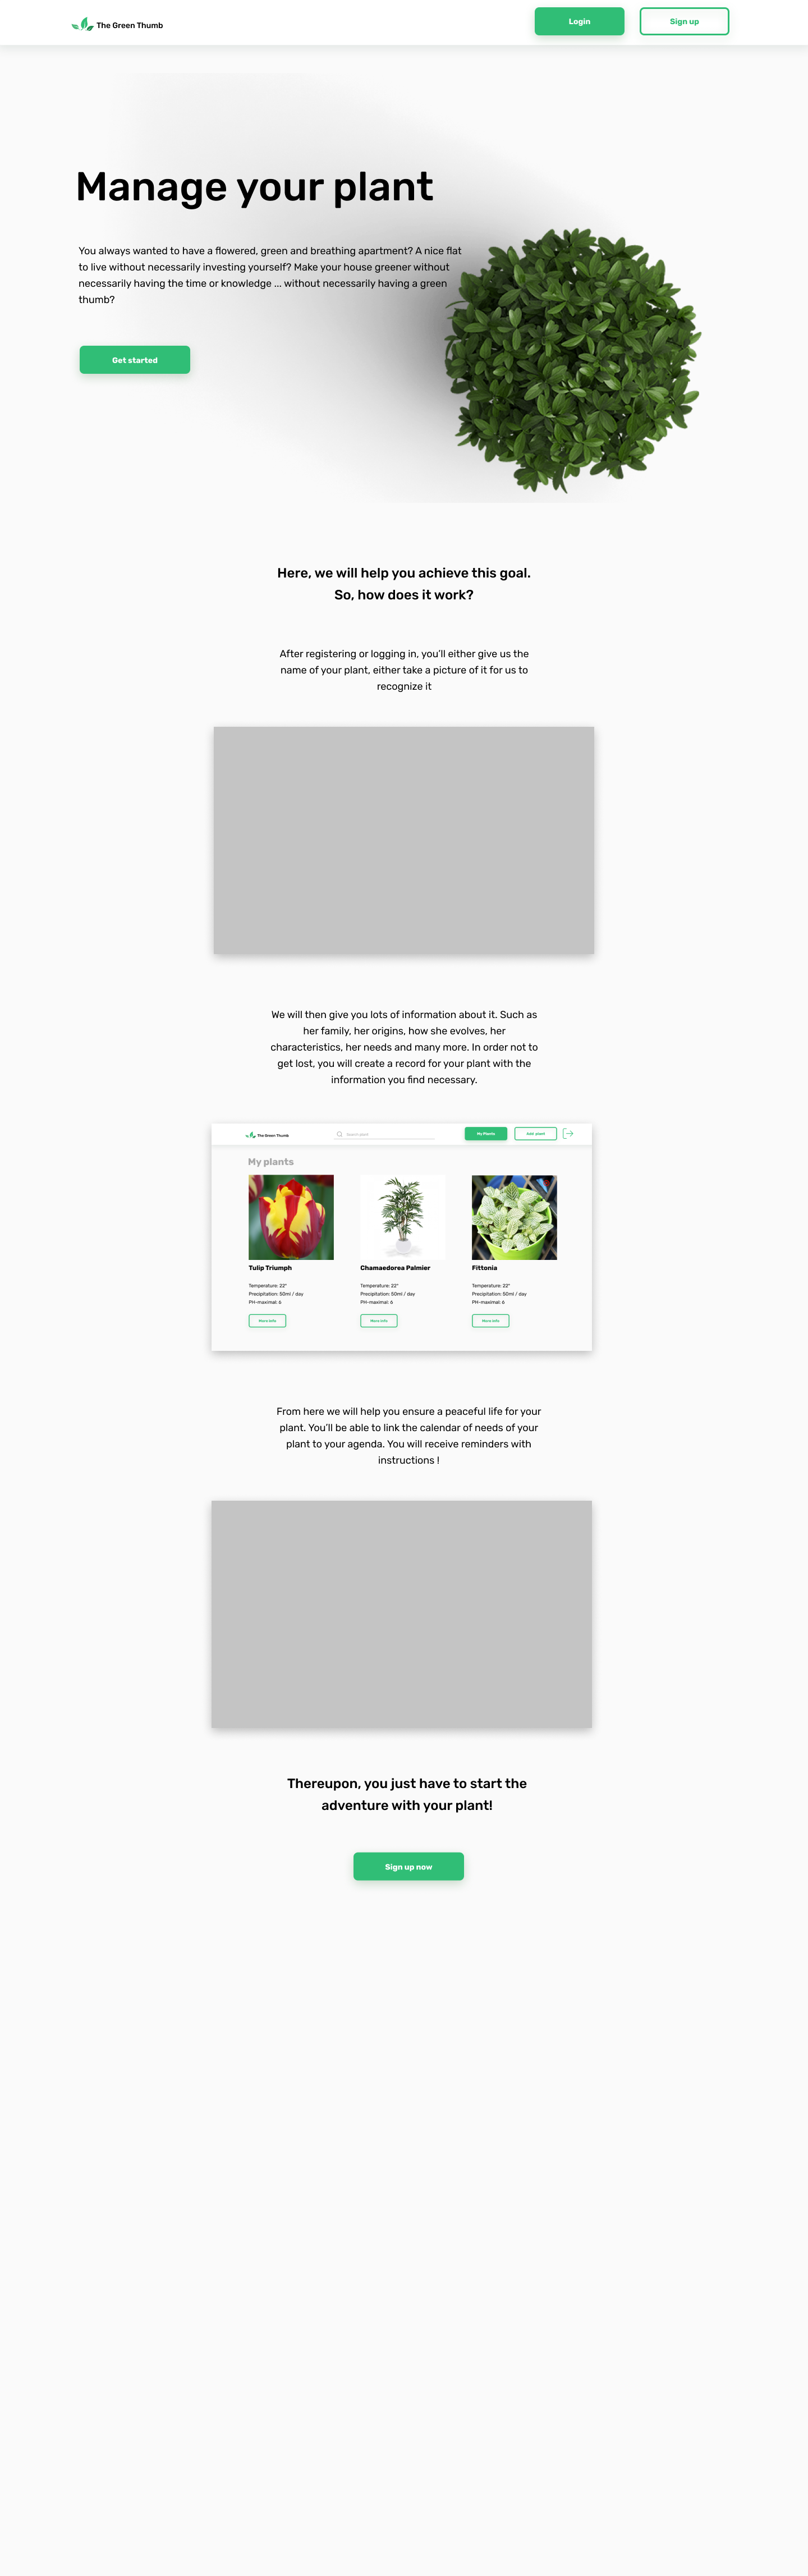 The Green Thumb
Login
Sign up
Manage your plant
You always wanted to have a flowered, green and breathing apartment? A nice flat
to live without necessarily investing yourself? Make your house greener without
necessarily having the time or knowledge ... without necessarily having a green
thumb?
Get started
Here, we will help you achieve this goal.
So, how does it work?
After registering or logging in, you'll either give us the
name of your plant, either take a picture of it for us to
recognize it
We will then give you lots of information about it. Such as
her family, her origins, how she evolves, her
characteristics, her needs and many more. In order not to
get lost, you will create a record for your plant with the
information you find necessary.
The Green Thumb
Search plant
My Plants
Add plant
My plants
Tulip Triumph
Temperature: 22°
Precipitation: 50ml / day
PH-maximal: 6
More info
Chamaedorea Palmier
Temperature: 22°
Precipitation: 50ml / day
PH-maximal: 6
More info
Fittonia
Temperature: 22°
Precipitation: 50ml / day
PH-maximal: 6
More info
From here we will help you ensure a peaceful life for your
plant. You'll be able to link the calendar of needs of your
plant to your agenda. You will receive reminders with
instructions !
Thereupon, you just have to start the
adventure with your plant!
Sign up now